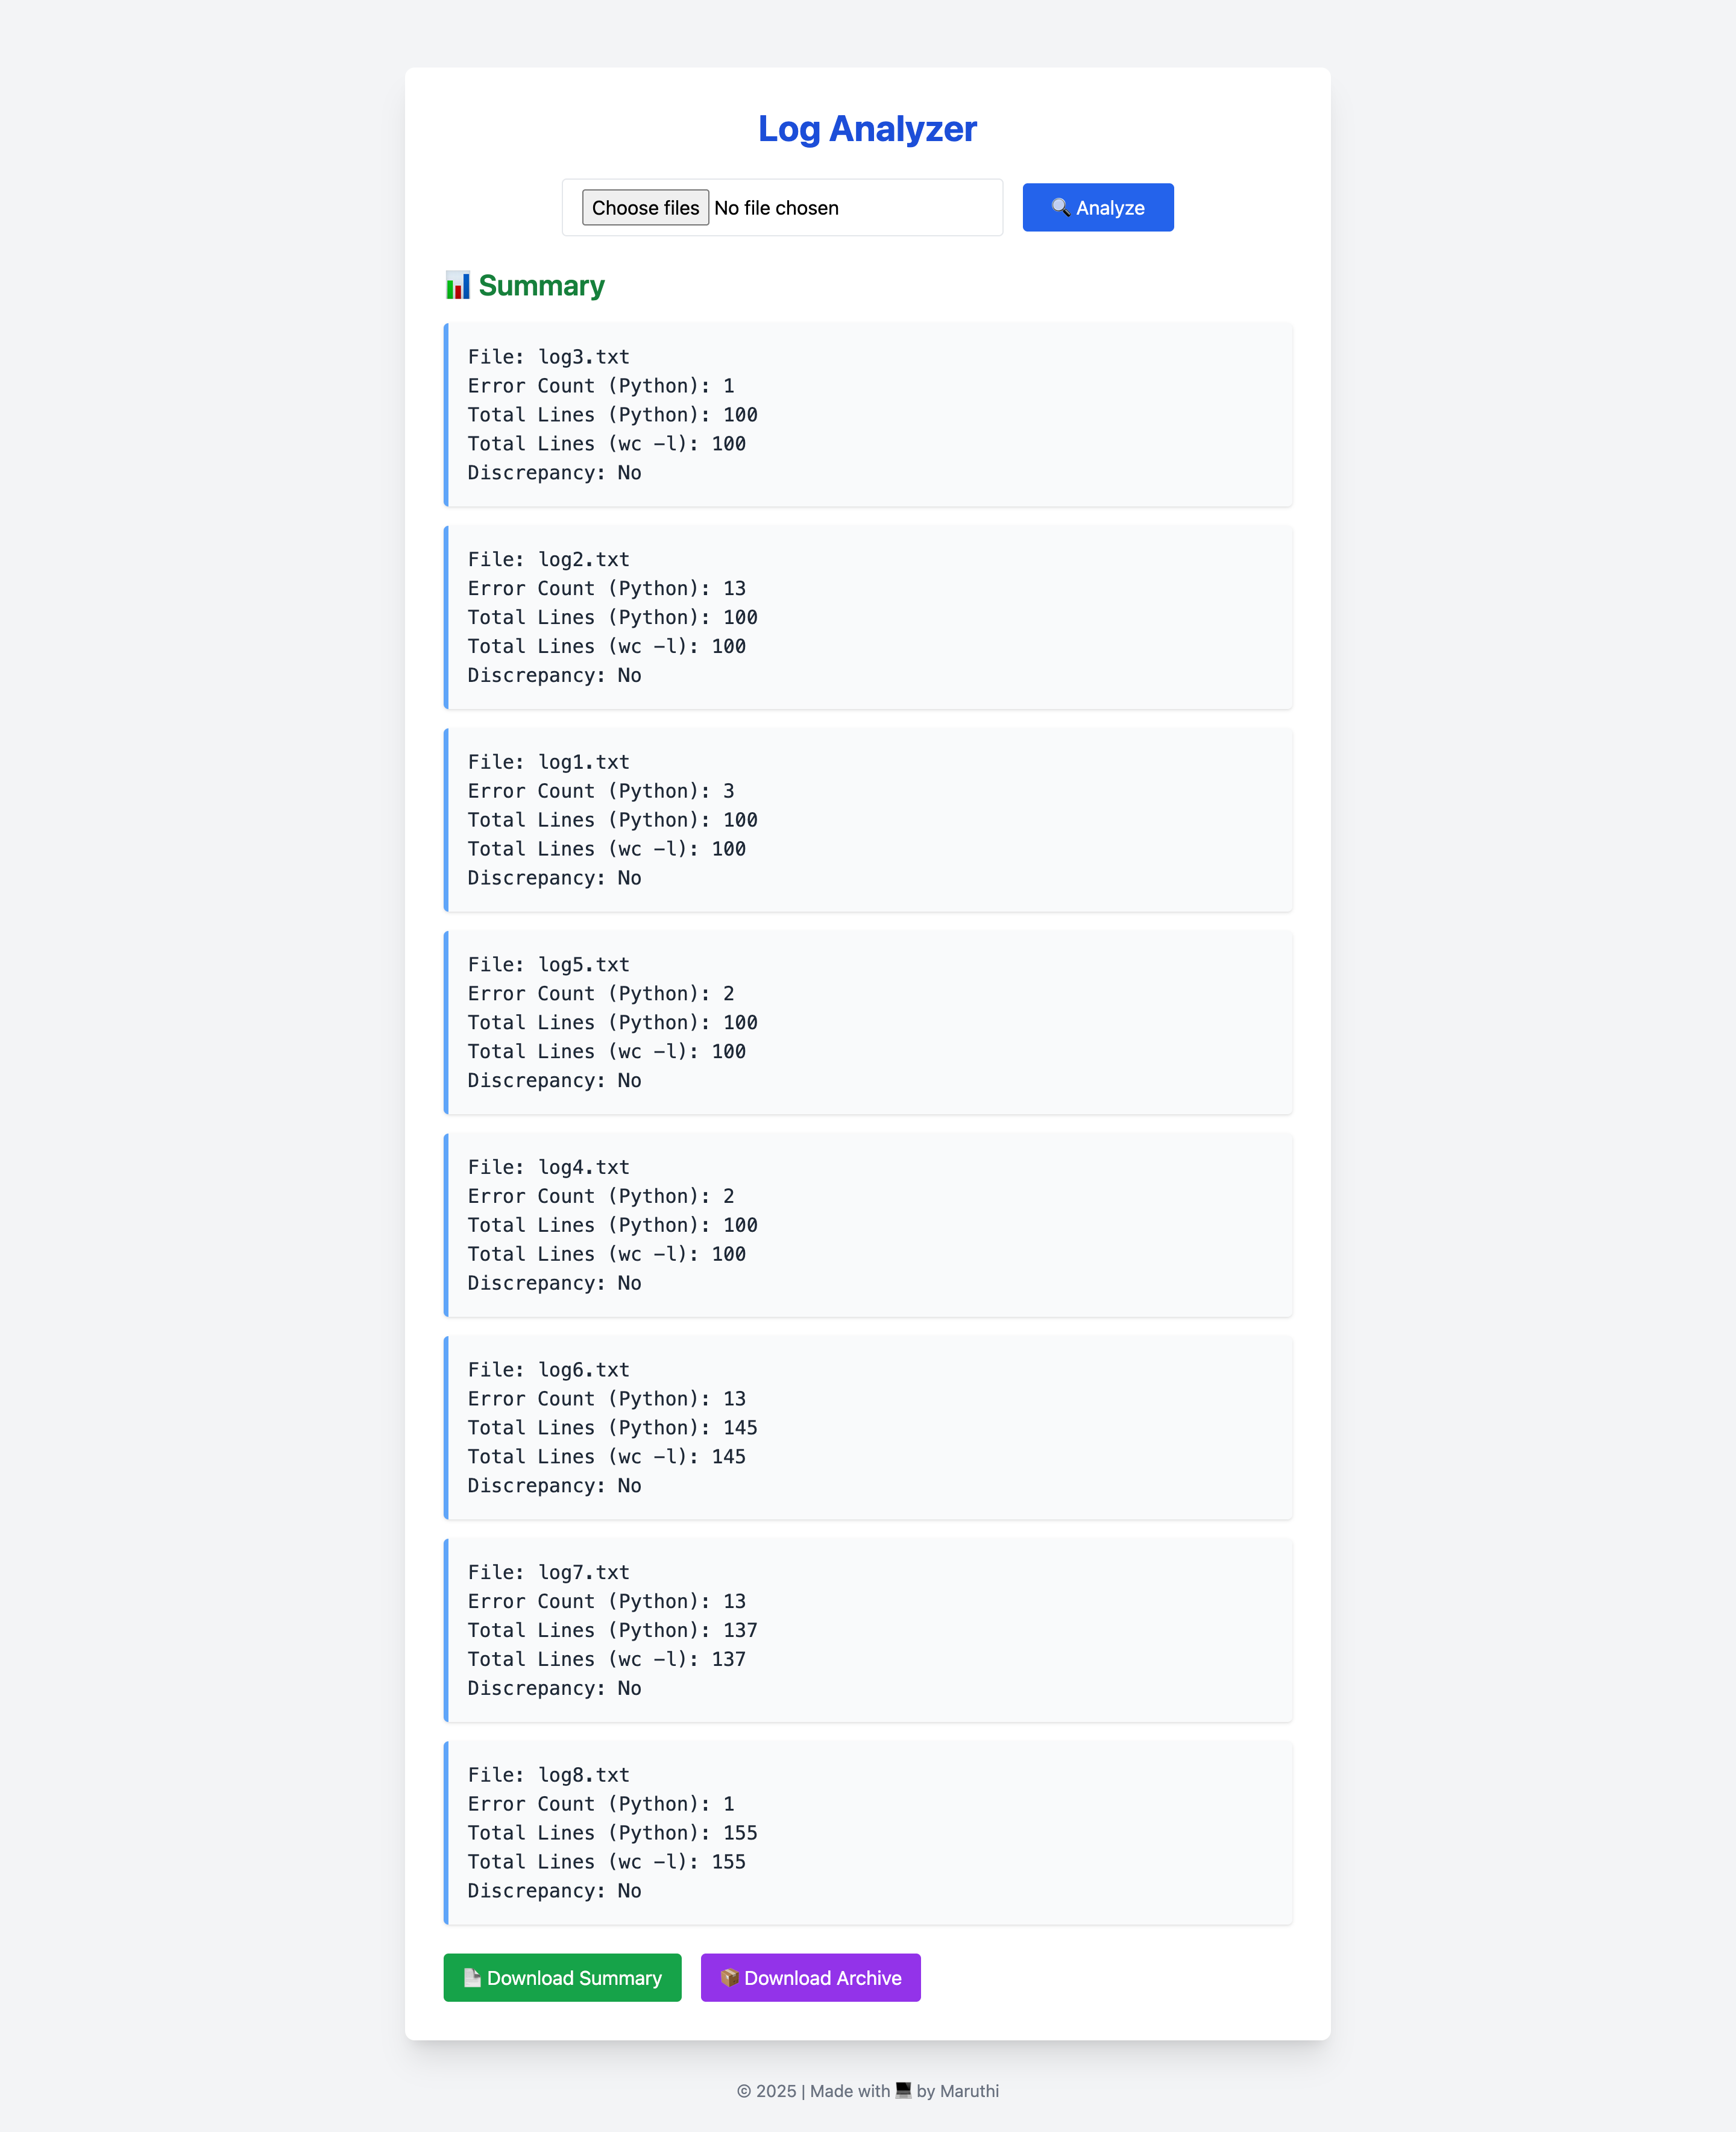 Log Analyzer
Choose files No file chosen
🔍 Analyze
📊 Summary
File: log3.txt
Error Count (Python): 1
Total Lines (Python): 100
Total Lines (wc -l): 100
Discrepancy: No
File: log2.txt
Error Count (Python): 13
Total Lines (Python): 100
Total Lines (wc -l): 100
Discrepancy: No
File: log1.txt
Error Count (Python): 3
Total Lines (Python): 100
Total Lines (wc -l): 100
Discrepancy: No
File: log5.txt
Error Count (Python): 2
Total Lines (Python): 100
Total Lines (wc -l): 100
Discrepancy: No
File: log4.txt
Error Count (Python): 2
Total Lines (Python): 100
Total Lines (wc -l): 100
Discrepancy: No
File: log6.txt
Error Count (Python): 13
Total Lines (Python): 145
Total Lines (wc -l): 145
Discrepancy: No
File: log7.txt
Error Count (Python): 13
Total Lines (Python): 137
Total Lines (wc -l): 137
Discrepancy: No
File: log8.txt
Error Count (Python): 1
Total Lines (Python): 155
Total Lines (wc -l): 155
Discrepancy: No
📄 Download Summary
📦 Download Archive
© 2025 | Made with 💻 by Maruthi